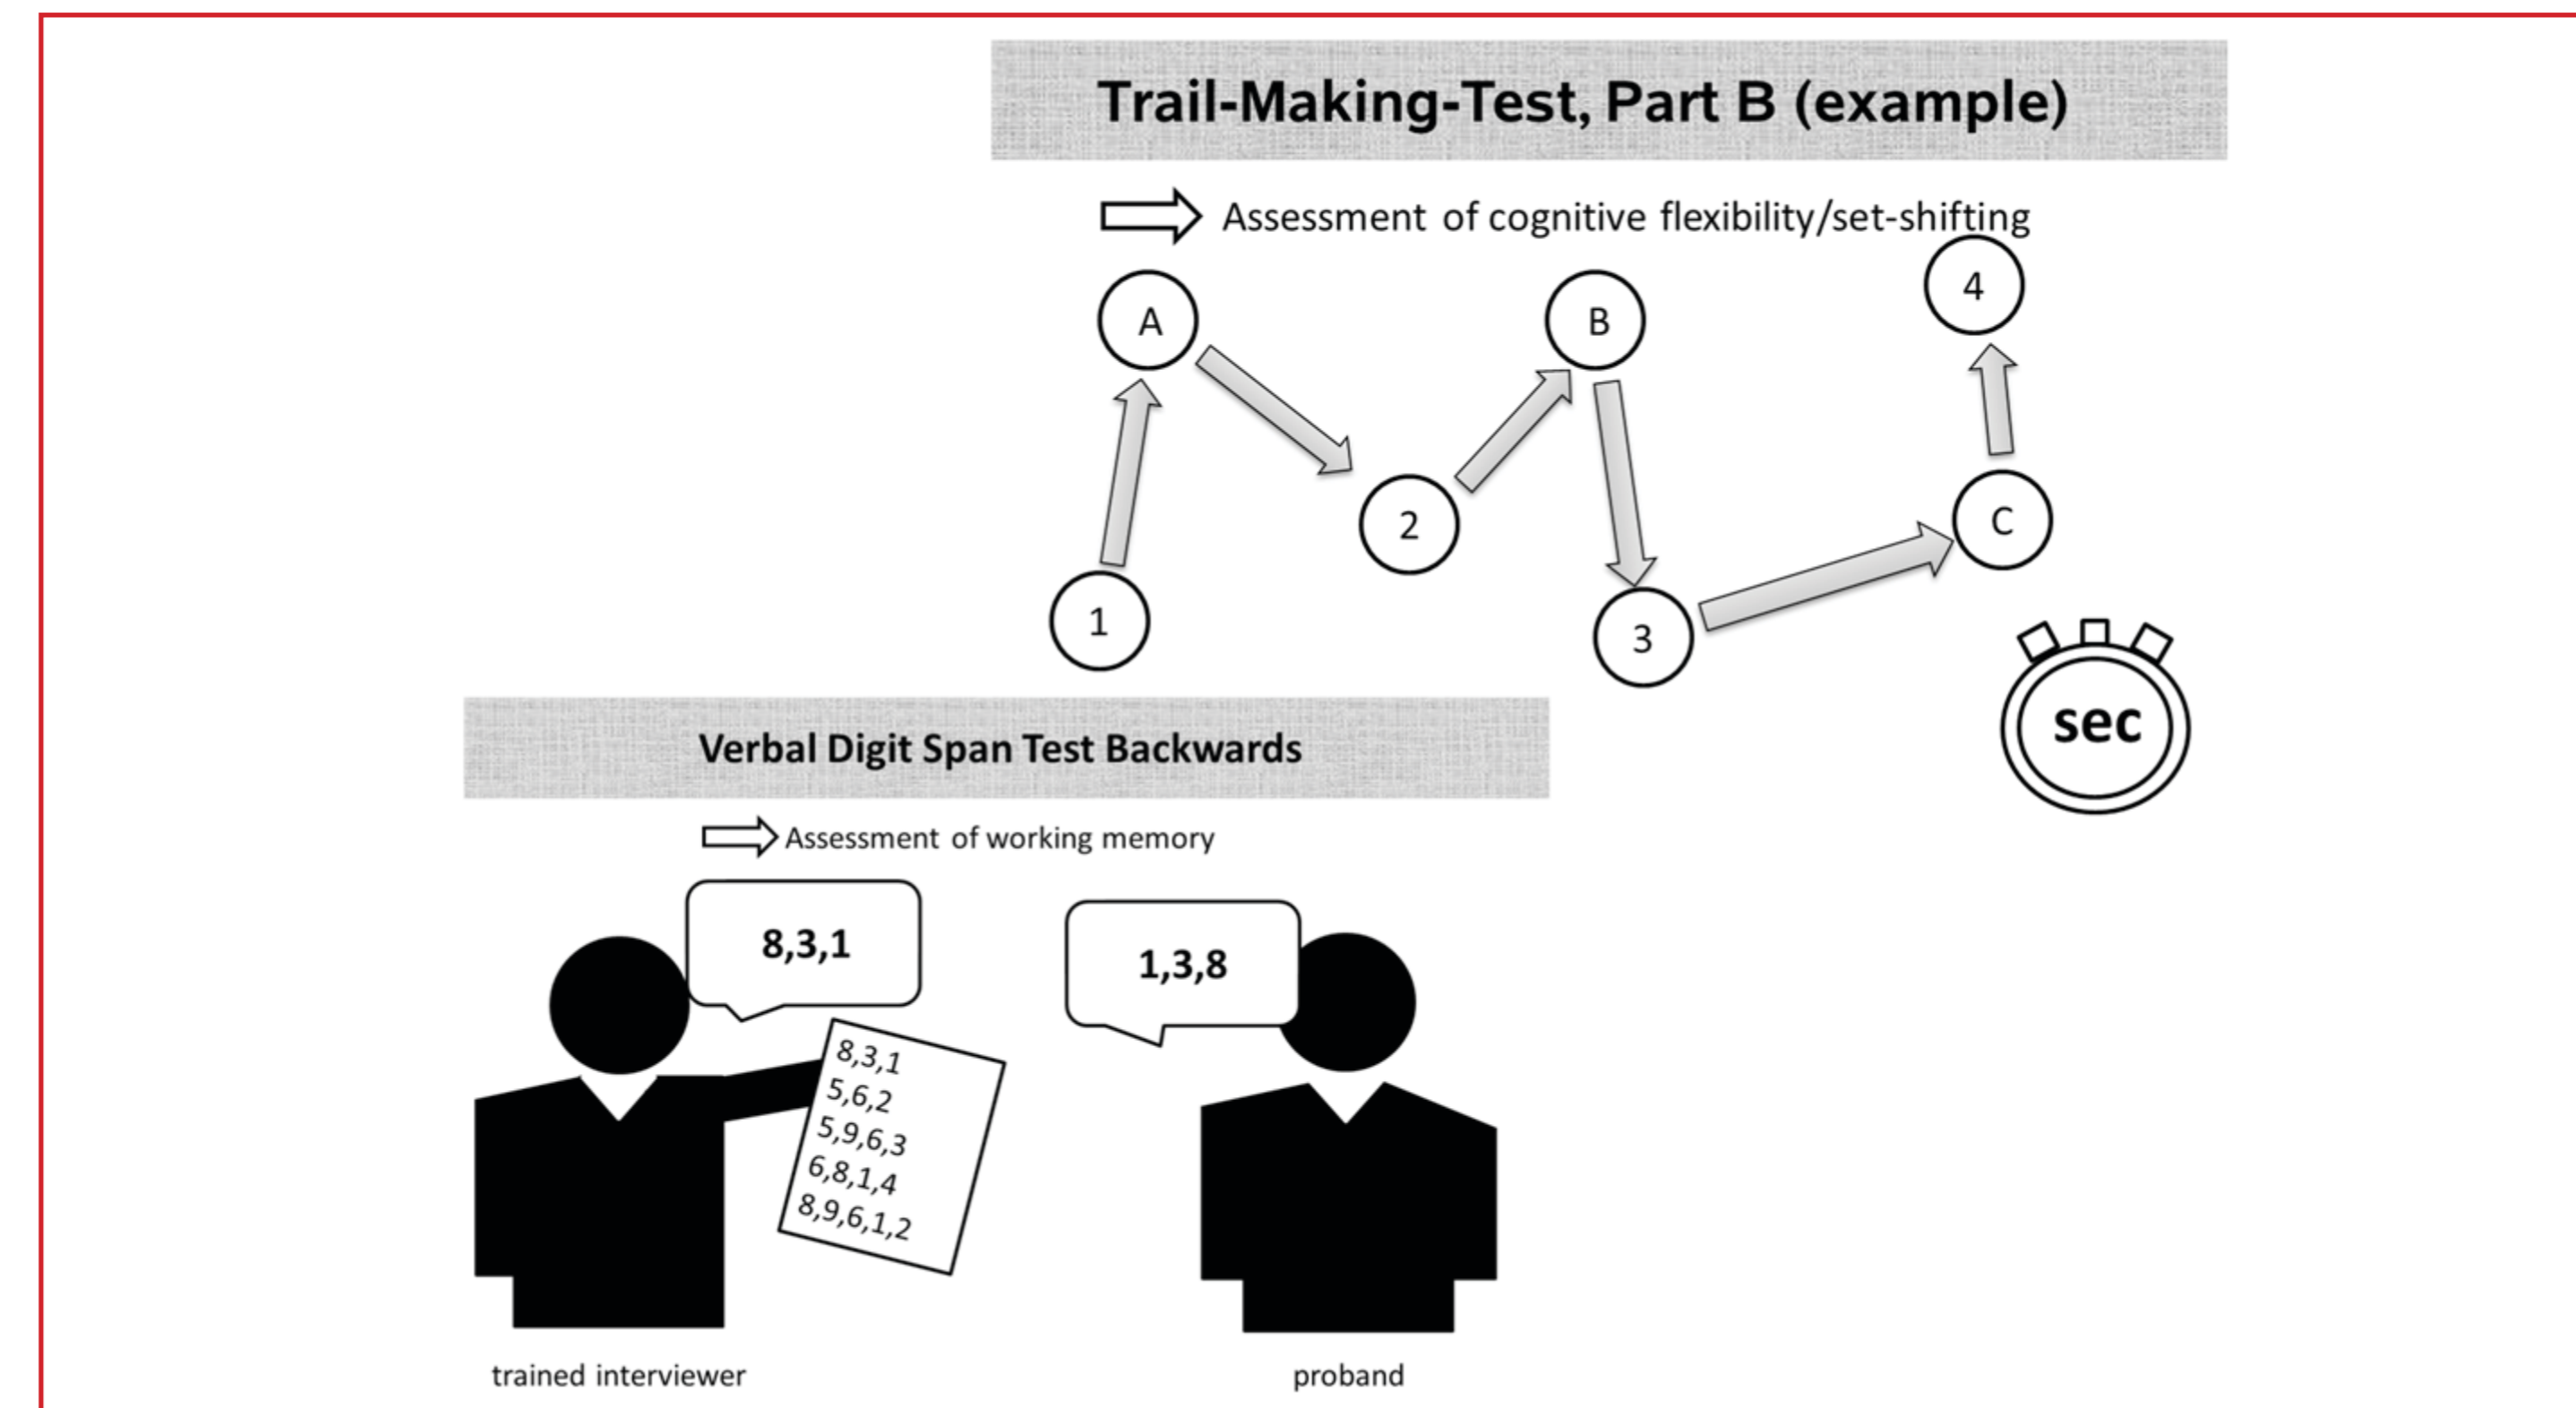 Trail-Making-Test, Part B (example)
Assessment of cognitive flexibility/set-shifting
A
B
4
2
C
1
3
sec
Verbal Digit Span Test Backwards
Assessment of working memory
8,3,1
1,3,8
8,3,1
5,6,2
5,9,6,3
6,8,1,4
8,9,6,1,2
trained interviewer
proband